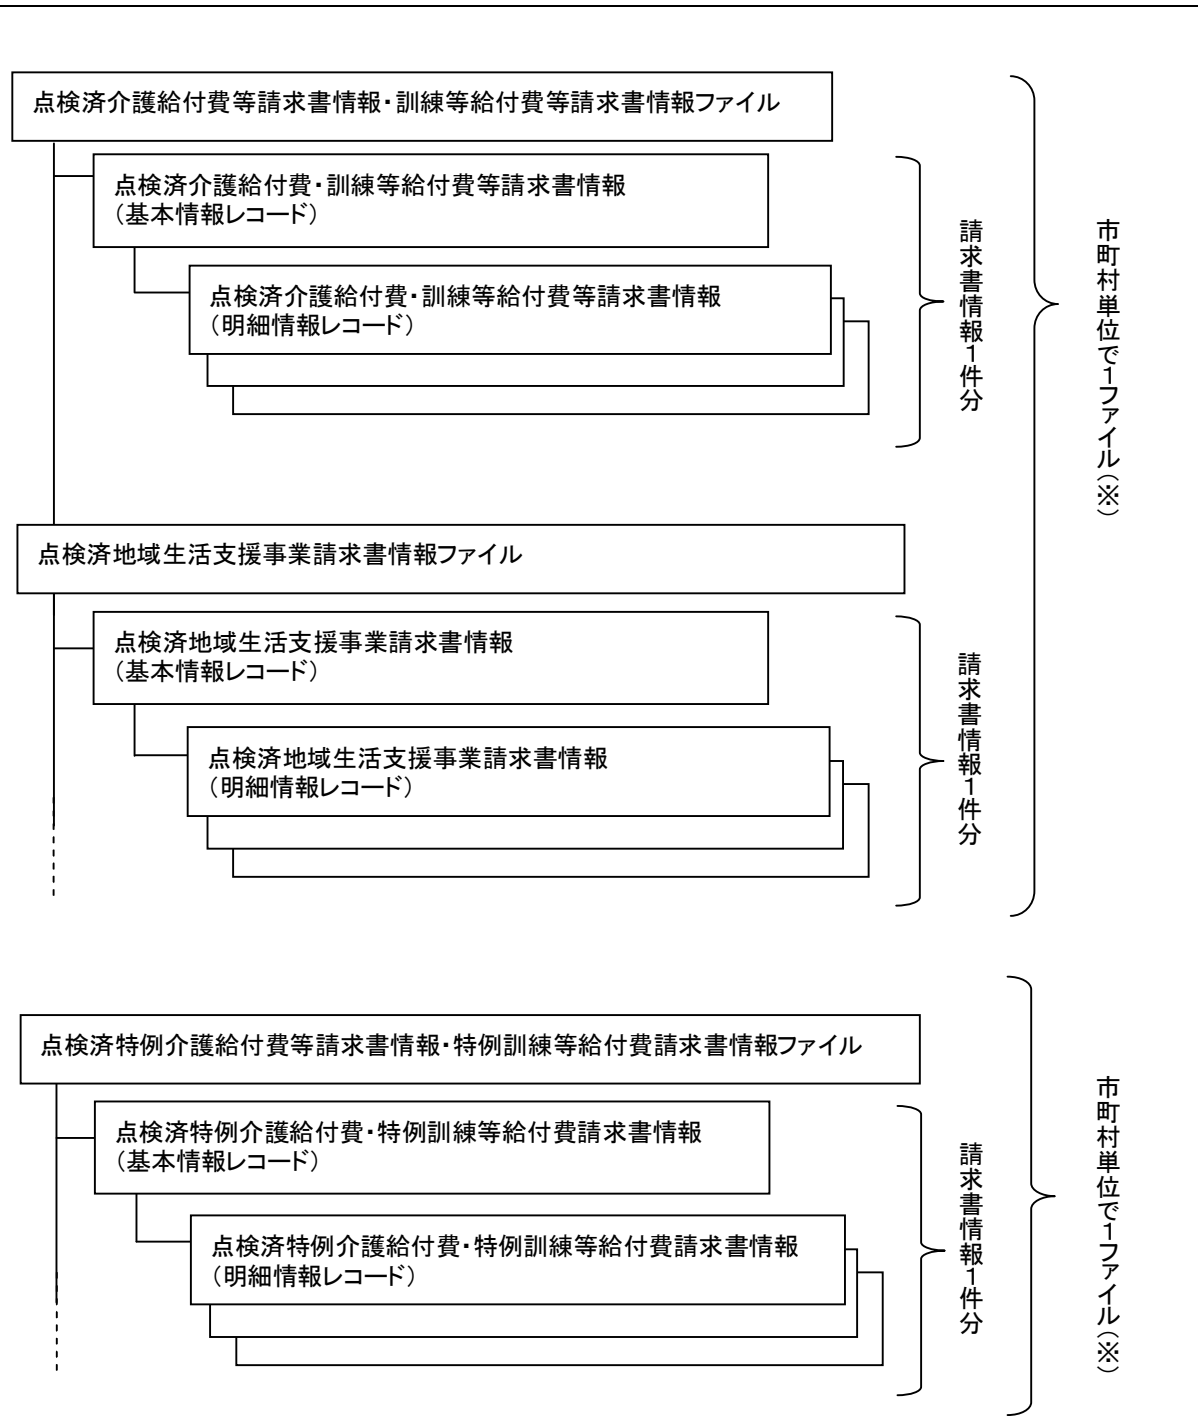 点検済介護給付費等請求書情報・訓練等給付費等請求書情報ファイル
点検済介護給付費・訓練等給付費等請求書情報
（基本情報レコード）
点検済介護給付費・訓練等給付費等請求書情報
（明細情報レコード）
請求書情報１件分
市町村単位で１ファイル（※）
点検済地域生活支援事業請求書情報ファイル
点検済地域生活支援事業請求書情報
（基本情報レコード）
点検済地域生活支援事業請求書情報
（明細情報レコード）
請求書情報１件分
点検済特例介護給付費等請求書情報・特例訓練等給付費請求書情報ファイル
点検済特例介護給付費・特例訓練等給付費請求書情報
（基本情報レコード）
点検済特例介護給付費・特例訓練等給付費請求書情報
（明細情報レコード）
請求書情報１件分
市町村単位で１ファイル（※）